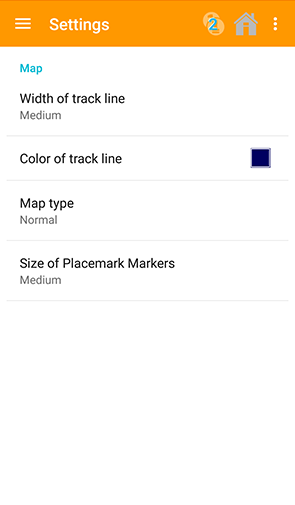 Settings
2
Map
Width of track line
Medium
Color of track line
Map type
Normal
Size of Placemark Markers
Medium